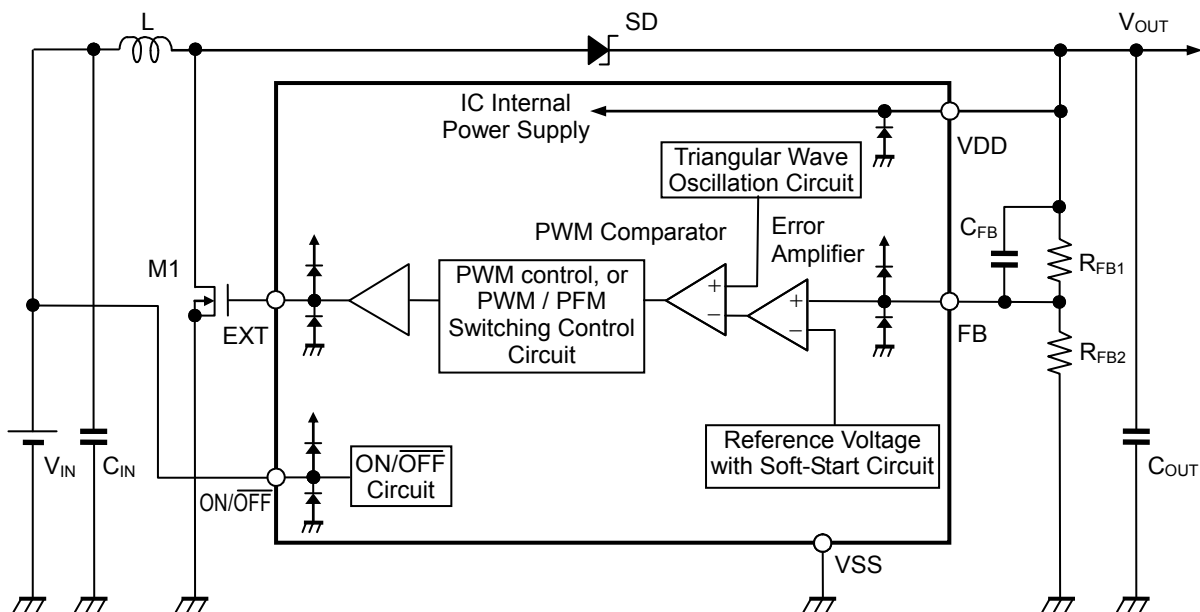 L
SD
VOUT
IC Internal
Power Supply
VDD
Triangular Wave
Oscillation Circuit
CFB
PWM Comparator
Error
Amplifier
RFB1
M1
PWM control, or
PWM / PFM
Switching Control
Circuit
+
−
+
−
EXT
FB
RFB2
VIN
CIN
ON/OFF
ON/OFF
Circuit
Reference Voltage
with Soft-Start Circuit
COUT
VSS